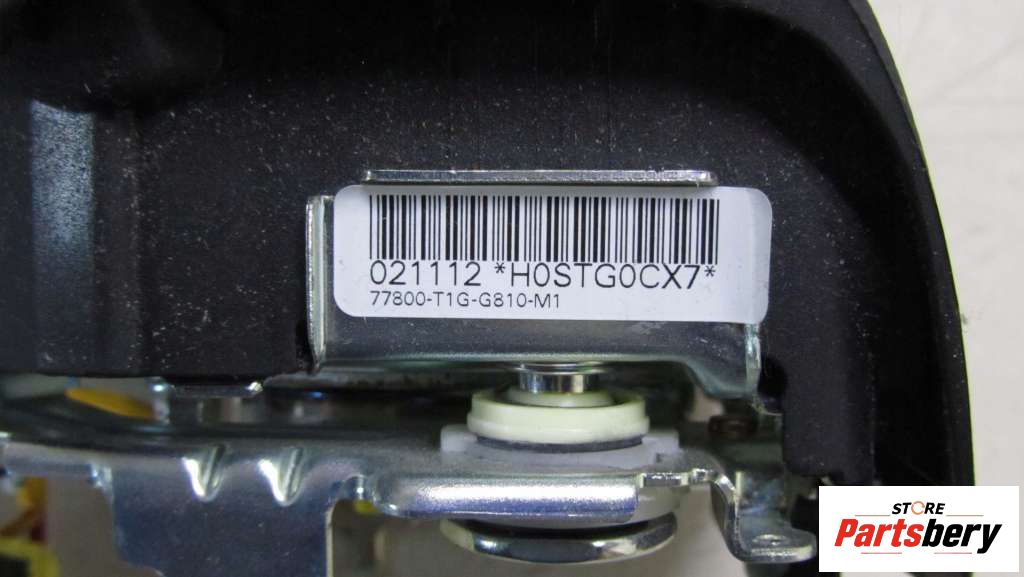 021112 *H0STG0CX7*
77800-T1G-G810-M1
STORE
Partsbery